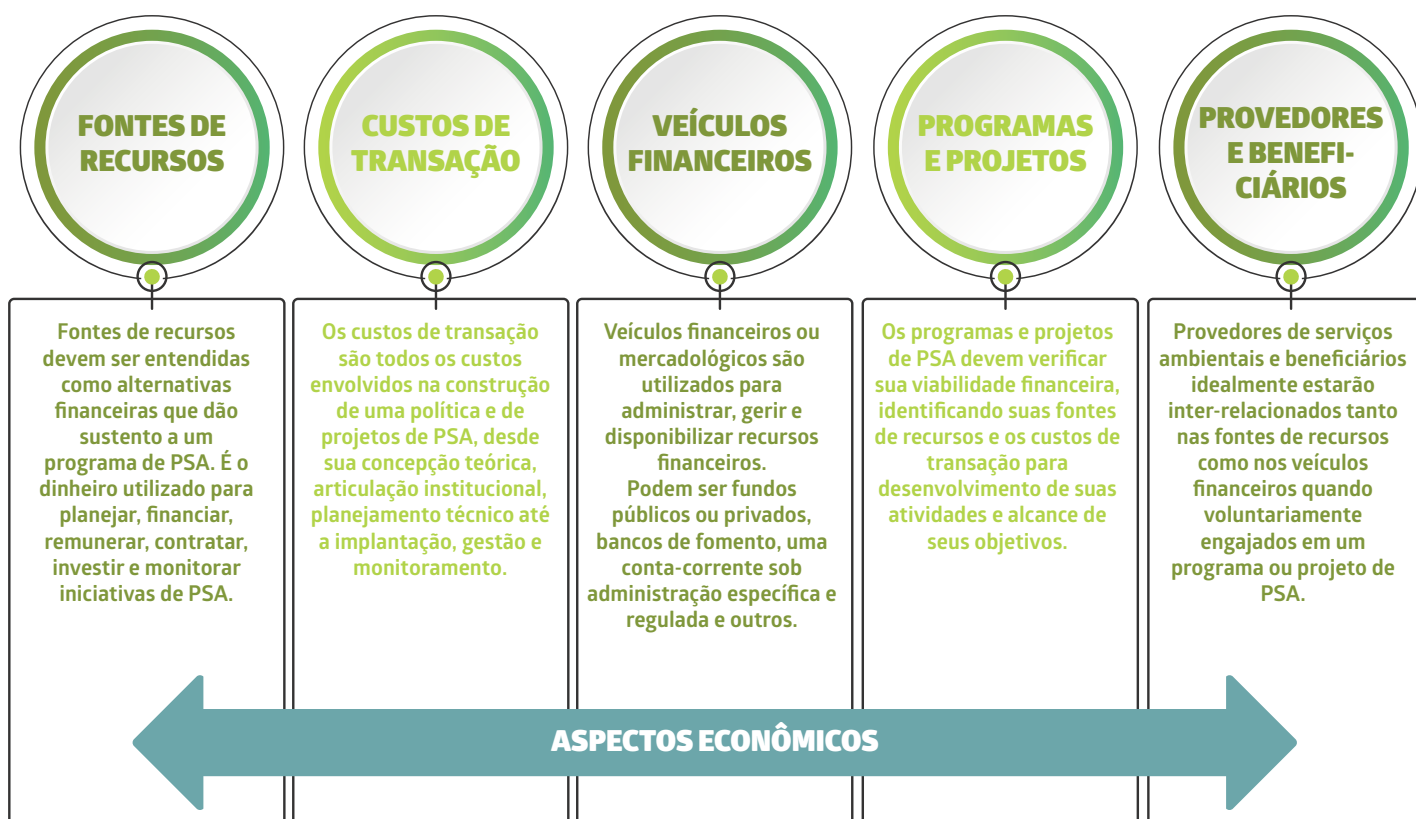 FONTES DE
RECURSOS
CUSTOS DE
TRANSAÇÃO
VEÍCULOS
FINANCEIROS
PROGRAMAS
E PROJETOS
PROVEDORES
E BENEFI-
CIÁRIOS
Fontes de recursos
devem ser entendidas
como alternativas
financeiras que dão
sustento a um
programa de PSA. É o
dinheiro utilizado para
planejar, financiar,
remunerar, contratar,
investir e monitorar
iniciativas de PSA.
Os custos de transação
são todos os custos
envolvidos na construção
de uma política e de
projetos de PSA, desde
sua concepção teórica,
articulação institucional,
planejamento técnico até
a implantação, gestão e
monitoramento.
Veículos financeiros ou
mercadológicos são
utilizados para
administrar, gerir e
disponibilizar recursos
financeiros.
Podem ser fundos
públicos ou privados,
bancos de fomento, uma
conta-corrente sob
administração específica e
regulada e outros.
Os programas e projetos
de PSA devem verificar
sua viabilidade financeira,
identificando suas fontes
de recursos e os custos de
transação para
desenvolvimento de suas
atividades e alcance de
seus objetivos.
Provedores de serviços
ambientais e beneficiários
idealmente estarão
inter-relacionados tanto
nas fontes de recursos
como nos veículos
financeiros quando
voluntariamente
engajados em um
programa ou projeto de
PSA.
ASPECTOS ECONÔMICOS